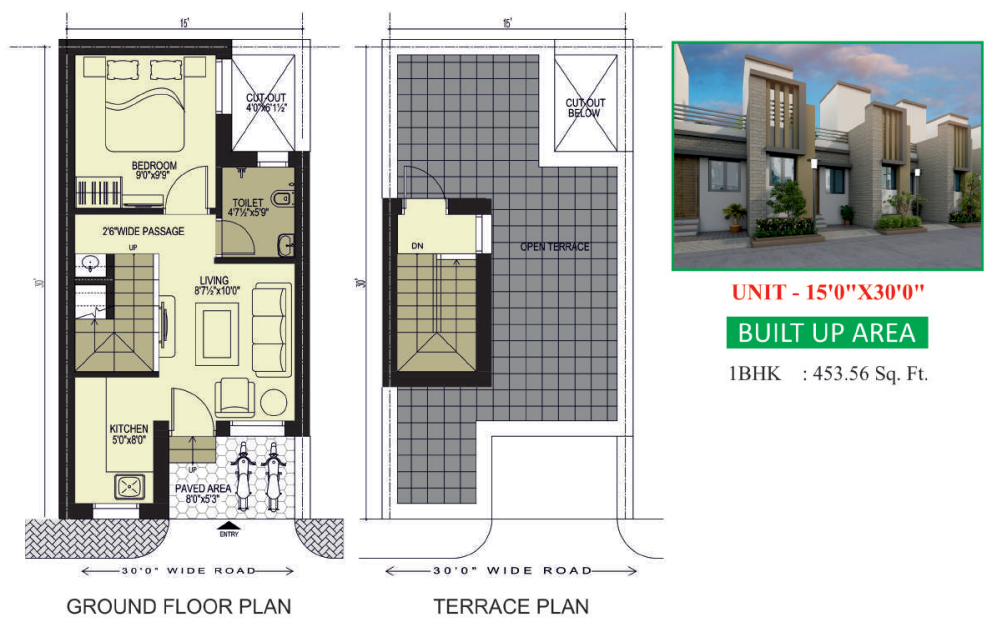 15'
30'
CUT-OUT
4'0"x6'1½"
BEDROOM
9'0"x9'9"
TOILET
4'7½"x5'9"
2'6"WIDE PASSAGE
UP
LIVING
8'7½"x10'0"
KITCHEN
5'0"x8'0"
UP
PAVED AREA
8'0"x5'3"
ENTRY
30'0" WIDE ROAD
GROUND FLOOR PLAN
15'
30'
CUT-OUT
BELOW
DN
OPEN TERRACE
30'0" WIDE ROAD
TERRACE PLAN
UNIT - 15'0"X30'0"
BUILT UP AREA
1BHK : 453.56 Sq. Ft.